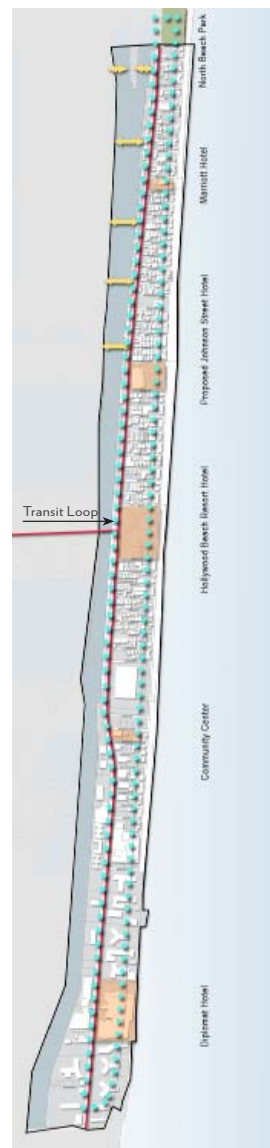 North Beach Park
Marriott Hotel
Proposed Johnson Street Hotel
Hollywood Beach Resort Hotel
Transit Loop
Community Center
Diplomat Hotel